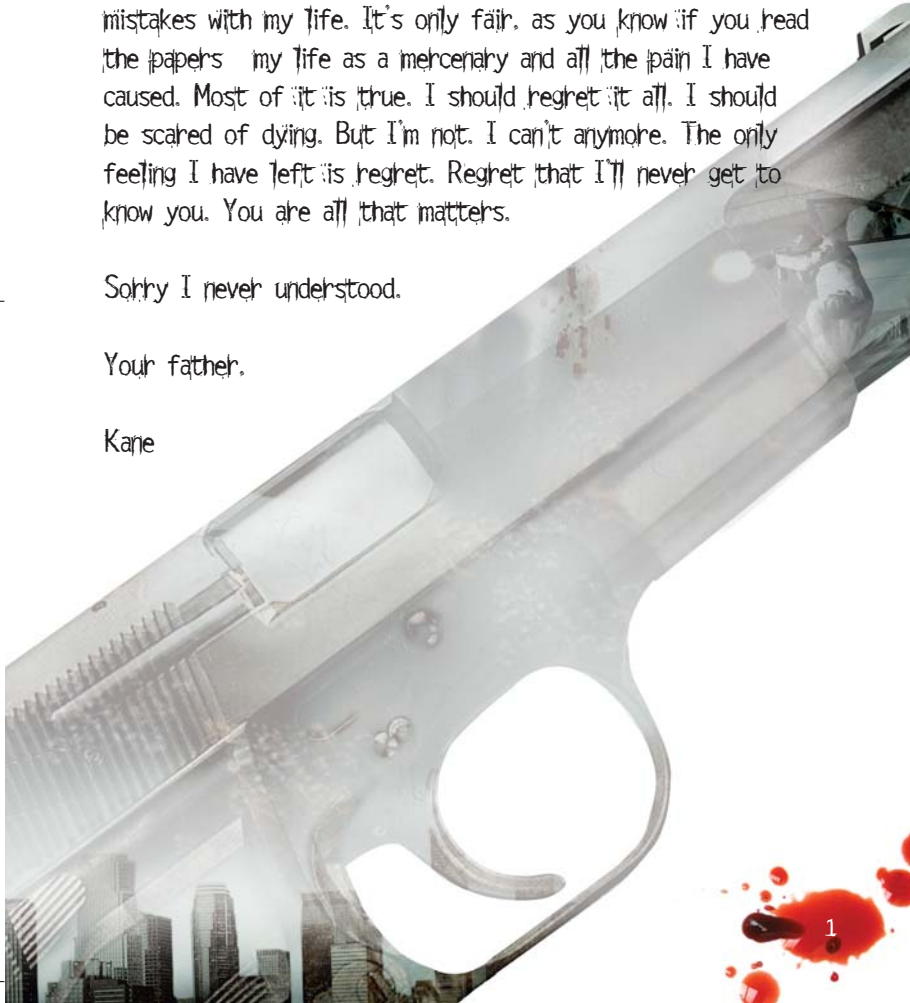 mistakes with my life. It's only fair, as you know if you read
the papers my life as a mercenary and all the pain I have
caused. Most of it is true. I should regret it all. I should
be scared of dying. But I'm not. I can't anymore. The only
feeling I have left is regret. Regret that I'll never get to
know you. You are all that matters.
Sorry I never understood.
Your father,
Kane
1